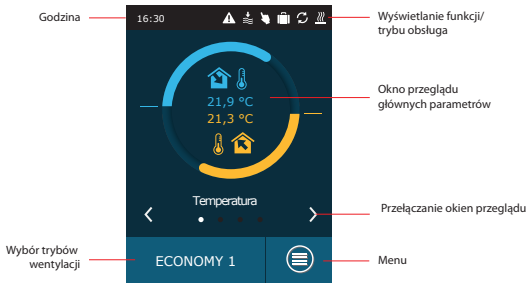 Godzina
16:30
Wyświetlanie funkcji/
trybu obsługa
21,9 °C
21,3 °C
Okno przeglądu
głównych parametrów
Temperatura
Przełączanie okien przeglądu
Wybór trybów
wentylacji
ECONOMY 1
Menu